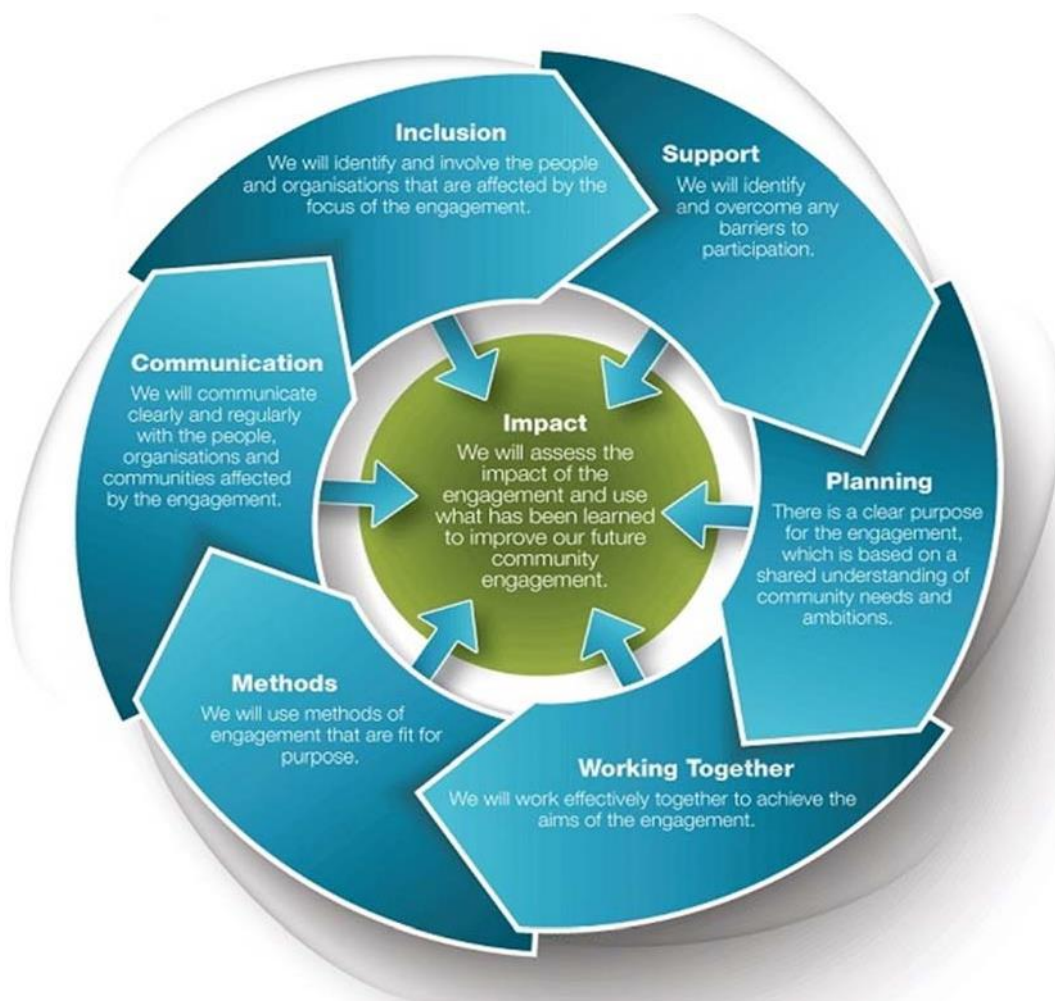 Inclusion
We will identify and involve the people
and organisations that are affected by the
focus of the engagement.
Support
We will identify
and overcome any
barriers to
participation.
Planning
There is a clear purpose
for the engagement,
which is based on a
shared understanding of
community needs and
ambitions.
Working Together
We will work effectively together to achieve the
aims of the engagement.
Methods
We will use methods of
engagement that are fit for
purpose.
Communication
We will communicate
clearly and regularly
with the people,
organisations and
communities affected
by the engagement.
Impact
We will assess the
impact of the
engagement and use
what has been learned
to improve our future
community
engagement.